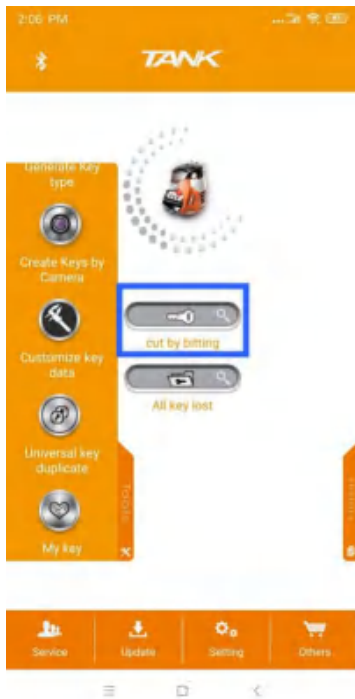 2:06 PM
TANK
Generate Key
type
Create Keys by
Camera
Customize key
data
Universal key
duplicate
My key
cut by bitting
All key lost
Toggle
Service
Update
Setting
Others